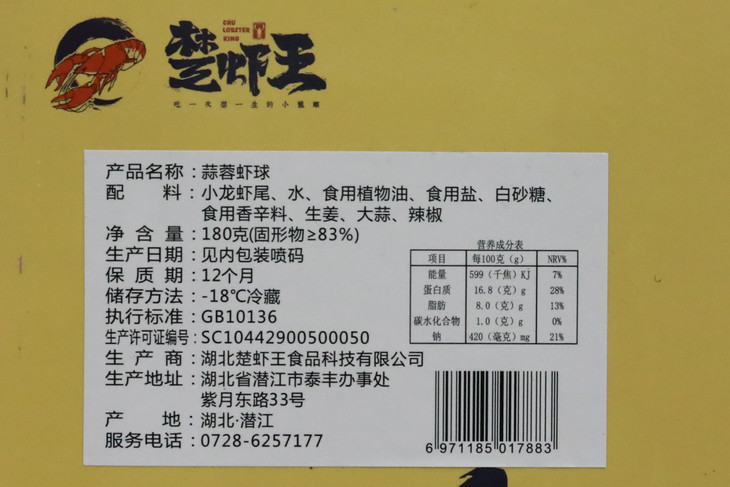 CHU
LOBSTER
KING
楚虾王
吃一次想一生的小龙虾
产品名称:蒜蓉虾球
配 料:小龙虾尾、水、食用植物油、食用盐、白砂糖、
食用香辛料、生姜、大蒜、辣椒
净 含 量:180克(固形物≥83%)
生产日期:见内包装喷码
保 质 期:12个月
储存方法:-18℃冷藏
执行标准:GB10136
生产许可证编号:SC10442900500050
生 产 商:湖北楚虾王食品科技有限公司
生产地址:湖北省潜江市泰丰办事处
紫月东路33号
产 地:湖北·潜江
服务电话:0728-6257177
营养成分表
项目 每100克(g) NRV%
能量 599(千焦)KJ 7%
蛋白质 16.8(克)g 28%
脂肪 8.0(克)g 13%
碳水化合物 1.0(克)g 0%
钠 420(毫克)mg 21%
6 971185 017883